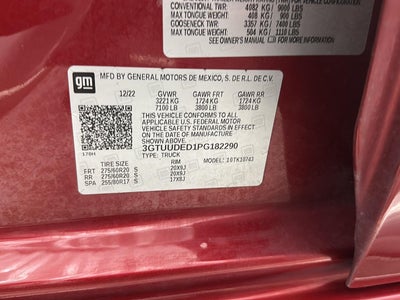 CONVENTIONAL TWR: 4082 KG/ 9000 LBS
MAX TONGUE WEIGHT: 408 KG / 900 LBS
GOOSENECK TWR: 3357 KG/ 7400 LBS
MAX TONGUE WEIGHT: 504 KG / 1110 LBS
SEE OWNER'S MANUAL
gm
MFD BY GENERAL MOTORS DE MEXICO, S. DE R.L. DE C.V.
12/22 GVWR GAWR FRT GAWR RR
3221 KG 1724 KG 1724 KG
7100 LB 3800 LB 3800 LB
THIS VEHICLE CONFORMS TO ALL
APPLICABLE U.S. FEDERAL MOTOR
VEHICLE SAFETY STANDARDS IN EFFECT ON
THE DATE OF MANUFACTURE SHOWN ABOVE.
3GTUUDED1PG182290
TYPE: TRUCK MODEL: 10TK10743
TIRE SIZE RIM
FRT 275/60R20 S 20X9J
RR 275/60R20 S 20X9J
SPA 255/80R17 S 17X8J